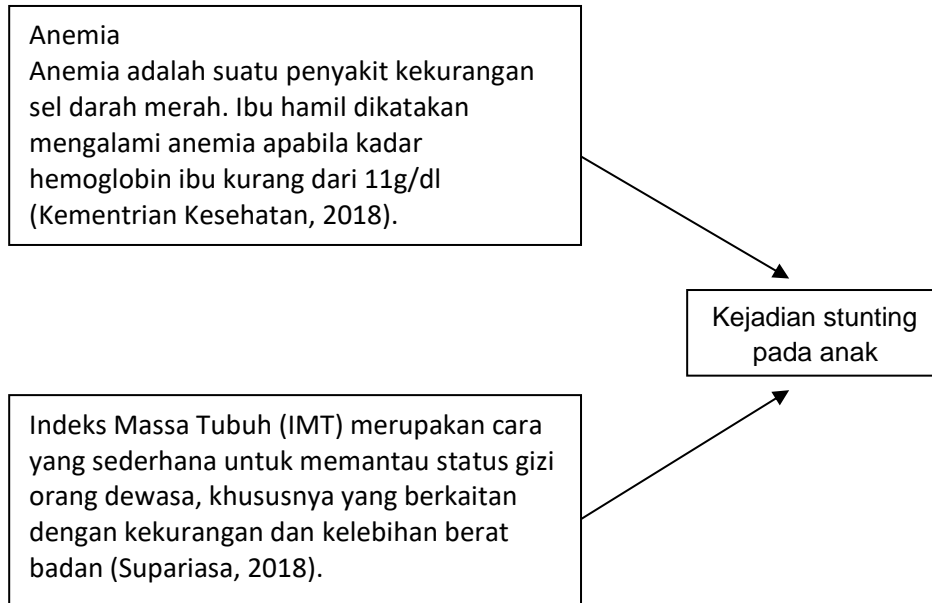 Anemia
Anemia adalah suatu penyakit kekurangan
sel darah merah. Ibu hamil dikatakan
mengalami anemia apabila kadar
hemoglobin ibu kurang dari 11g/dl
(Kementrian Kesehatan, 2018).
Kejadian stunting
pada anak
Indeks Massa Tubuh (IMT) merupakan cara
yang sederhana untuk memantau status gizi
orang dewasa, khususnya yang berkaitan
dengan kekurangan dan kelebihan berat
badan (Supariasa, 2018).